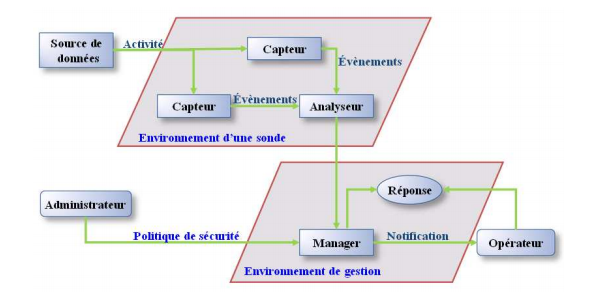 Source de
données
Activité
Capteur
Évènements
Capteur
Évènements
Analyseur
Environnement d'une sonde
Administrateur
Réponse
Politique de sécurité
Manager
Notification
Opérateur
Environnement de gestion